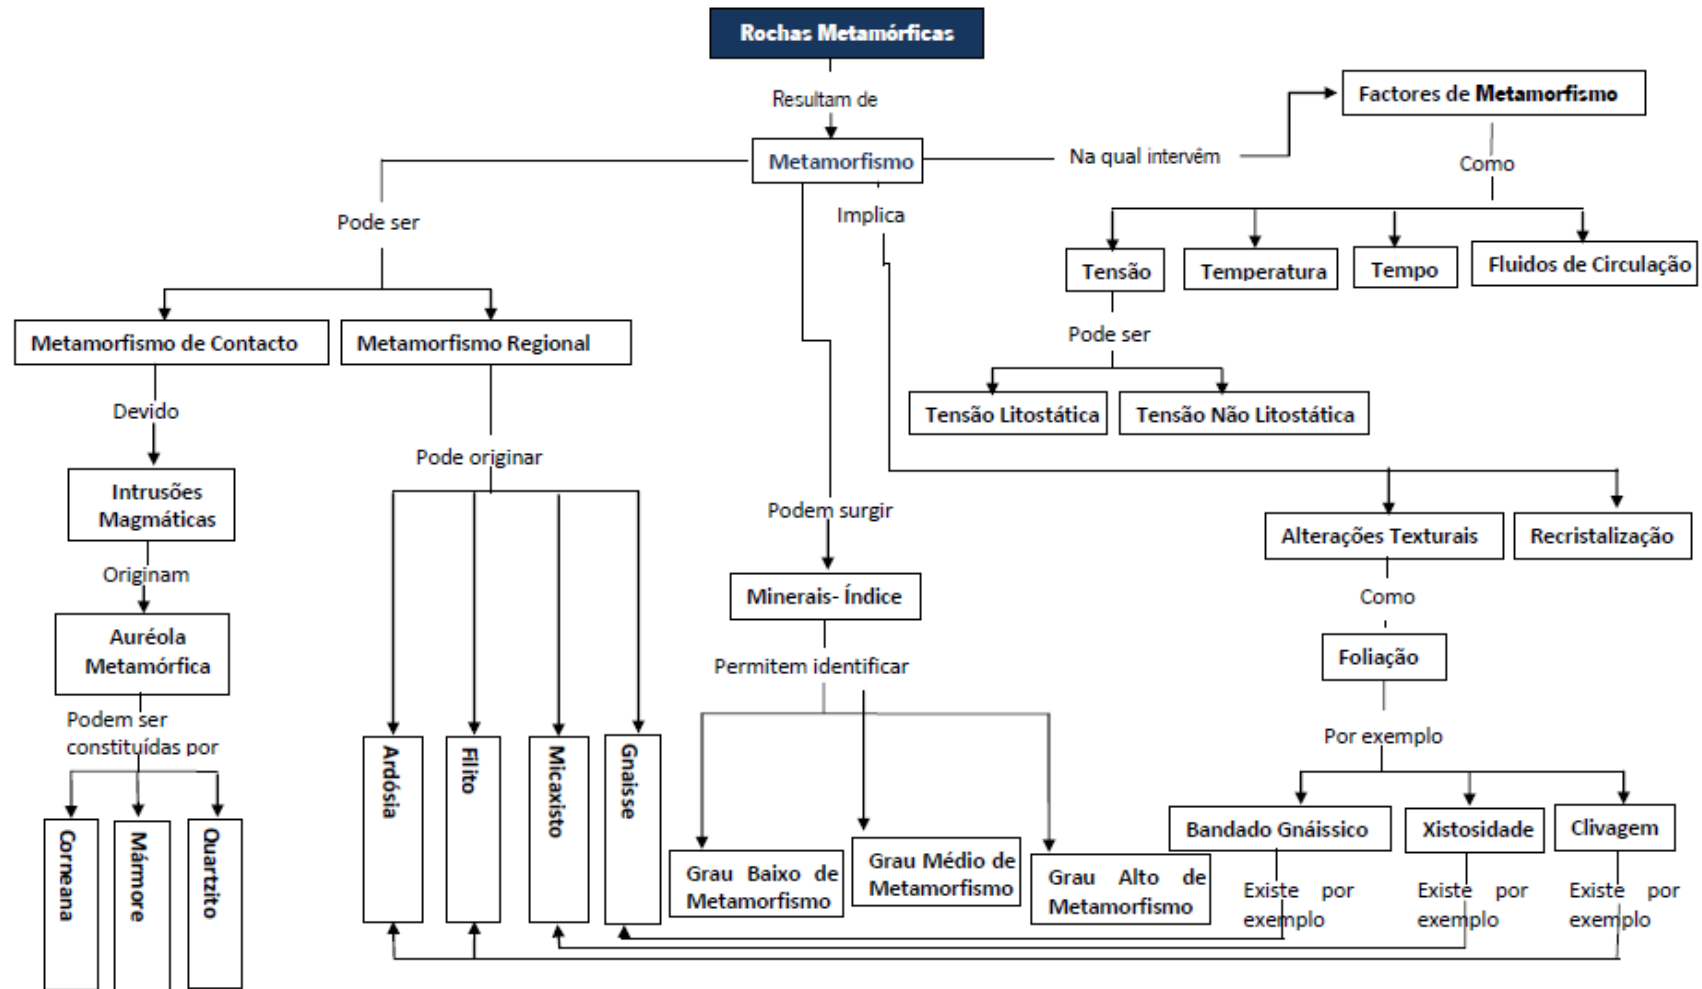 Rochas Metamórficas
Resultam de
Metamorfismo
Na qual intervêm
Factores de Metamorfismo
Como
Tensão
Temperatura
Tempo
Fluidos de Circulação
Pode ser
Tensão Litostática
Tensão Não Litostática
Implica
Alterações Texturais
Recristalização
Como
Foliação
Por exemplo
Bandado Gnáissico
Xistosidade
Clivagem
Existe por
exemplo
Existe por
exemplo
Existe por
exemplo
Podem surgir
Minerais- Índice
Permitem identificar
Grau Baixo de
Metamorfismo
Grau Médio de
Metamorfismo
Grau Alto de
Metamorfismo
Pode ser
Metamorfismo de Contacto
Metamorfismo Regional
Devido
Intrusões
Magmáticas
Originam
Auréola
Metamórfica
Podem ser
constituídas por
Corneana
Mármore
Quartzito
Pode originar
Ardósia
Filito
Micaxisto
Gnaisse